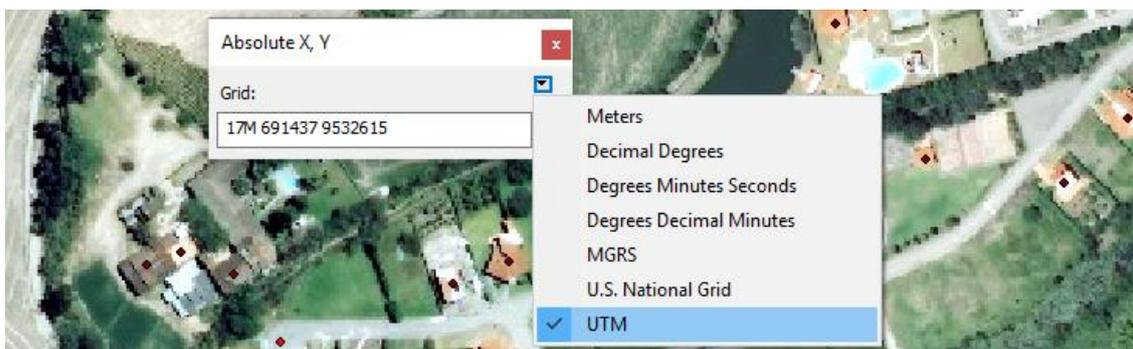 Absolute X, Y
x
Grid:
17M 691437 9532615
Meters
Decimal Degrees
Degrees Minutes Seconds
Degrees Decimal Minutes
MGRS
U.S. National Grid
UTM